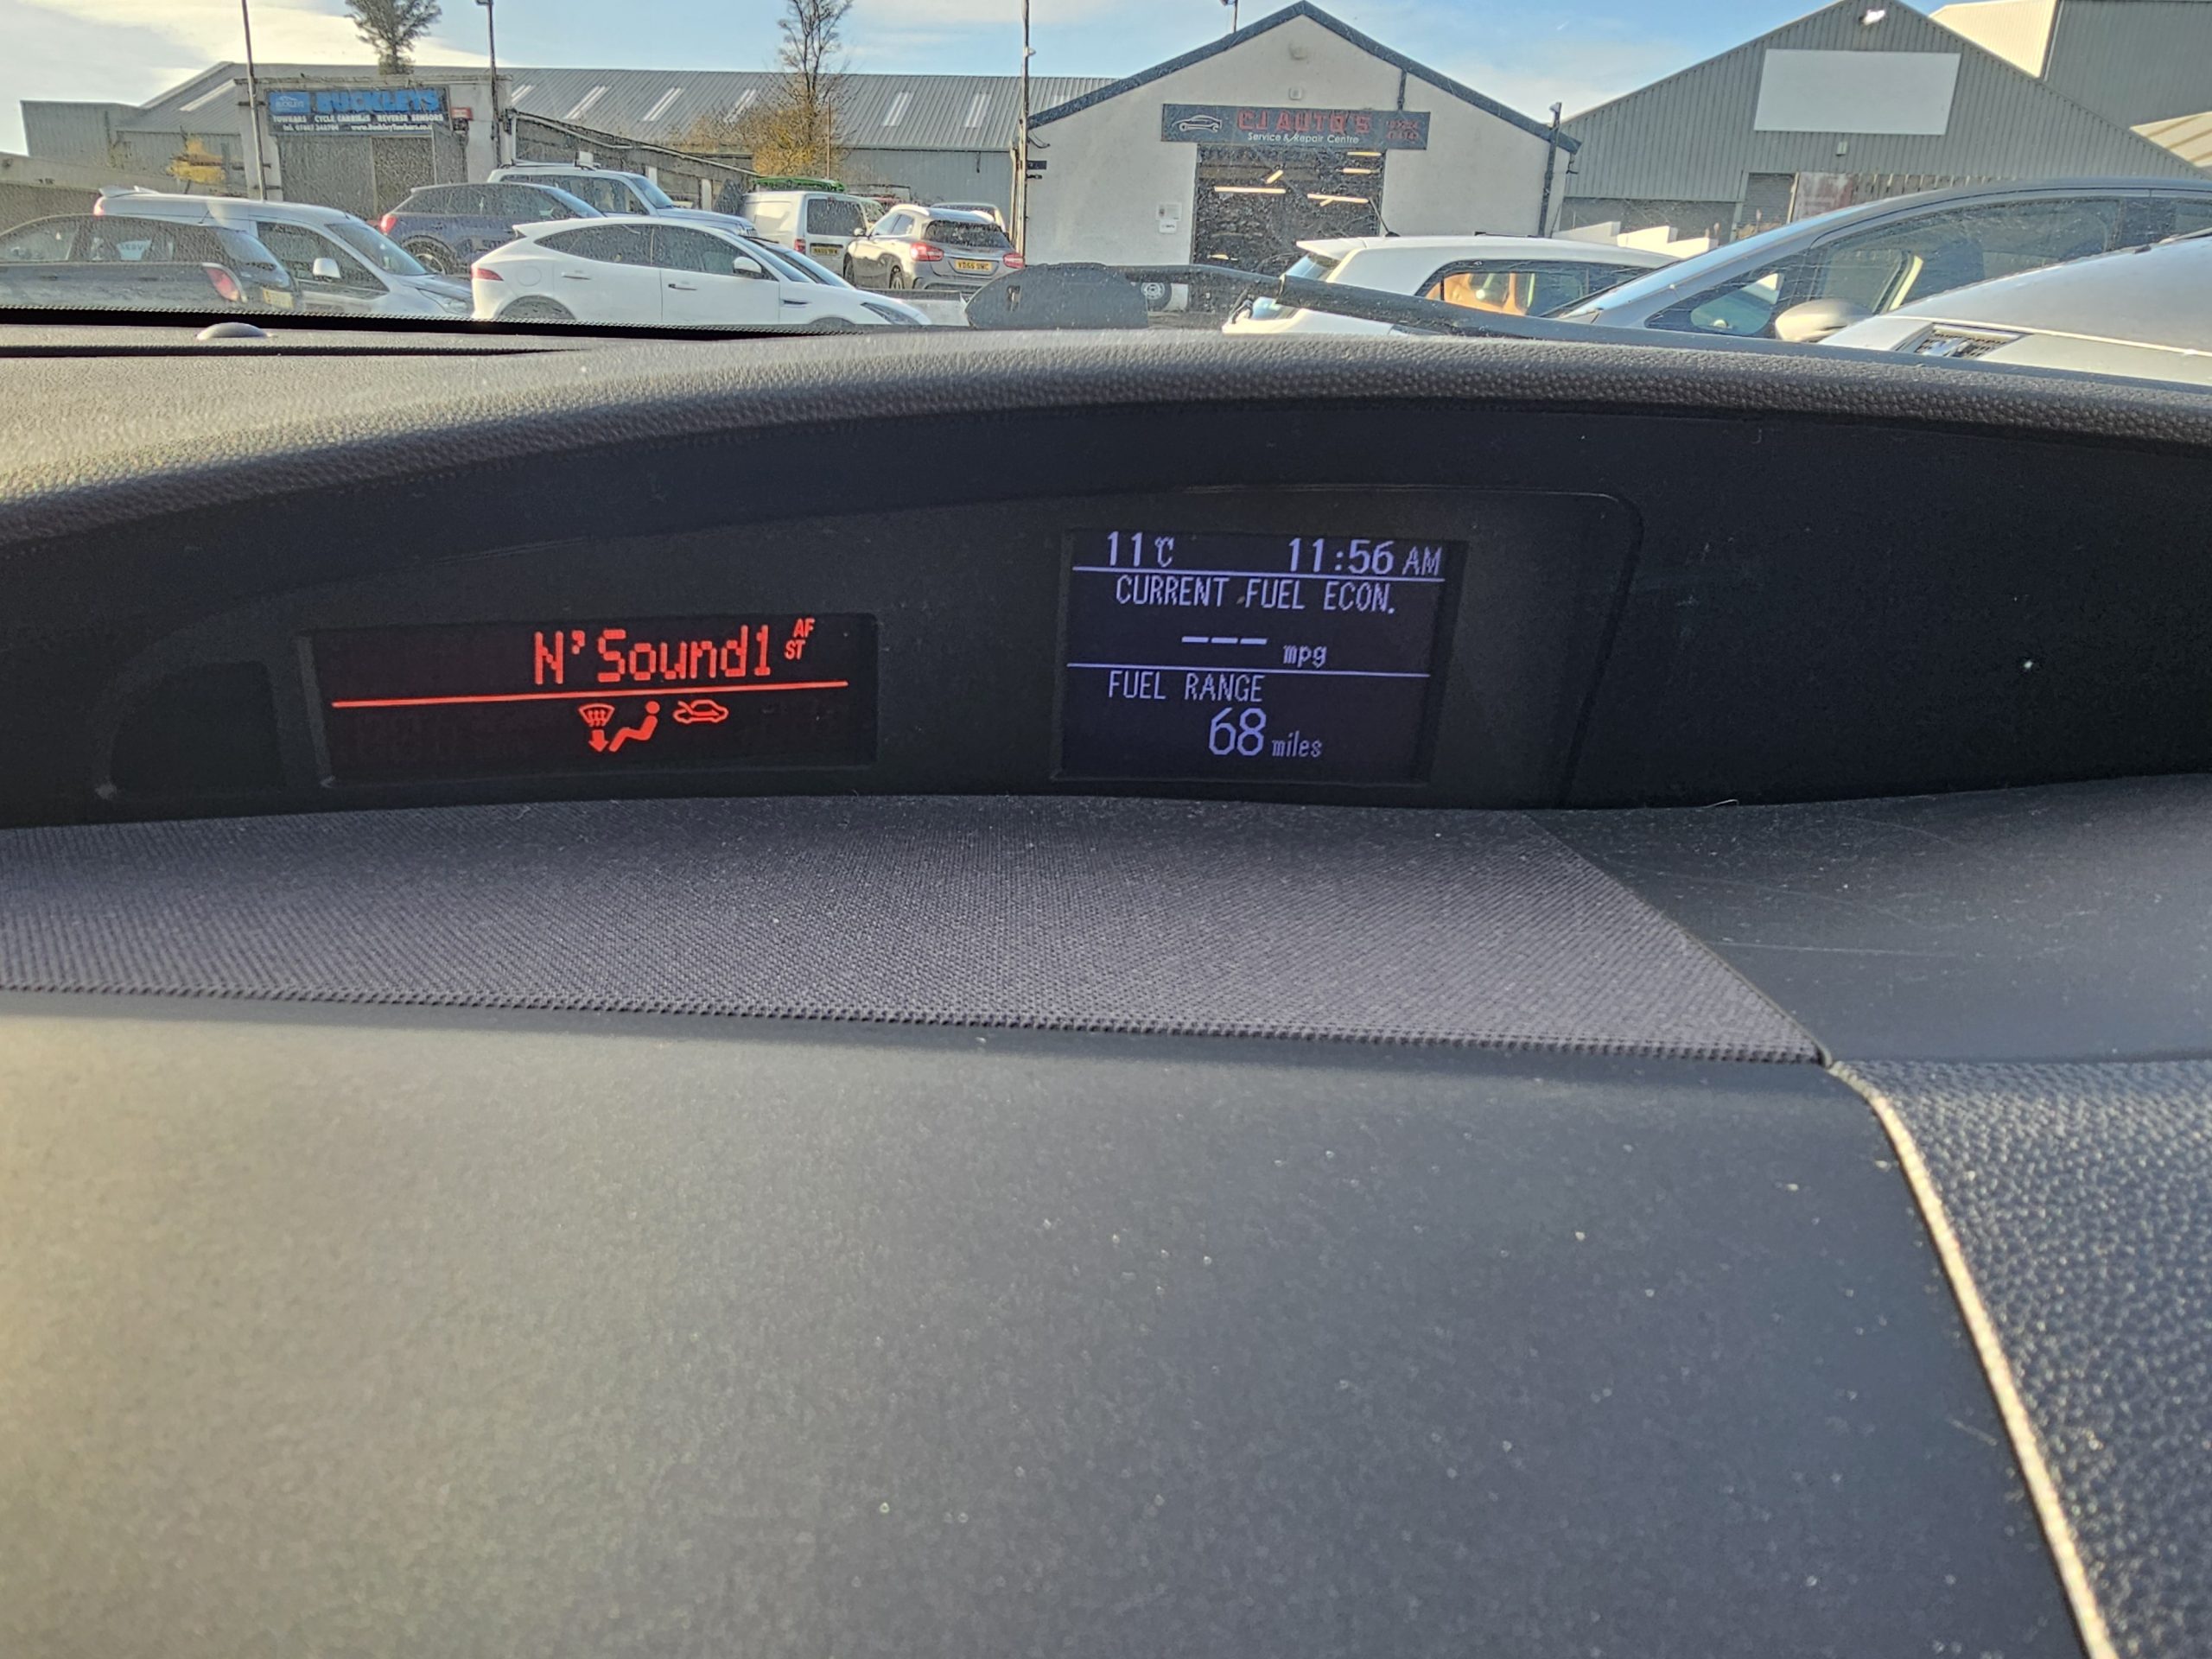 BUCKLEYS
TOWBARS CYCLE CARRIERS REVERSE SENSORS
CJ AUTO'S
Service & Repair Centre
11℃ 11:56 AM
CURRENT FUEL ECON.
--- mpg
FUEL RANGE
68 miles
N'Sound1 AF
ST